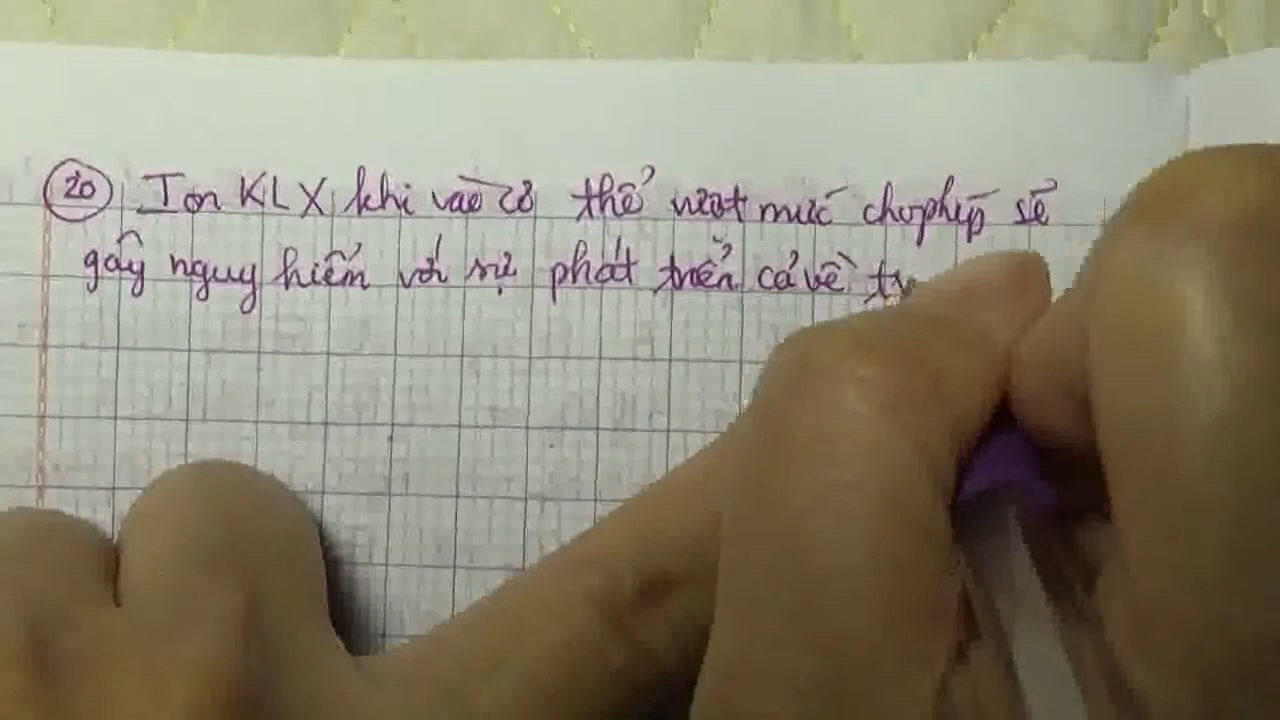 20 Ion KLX khi vào cơ thể vượt mức cho phép sẽ
gây nguy hiểm với sự phát triển cả về tr